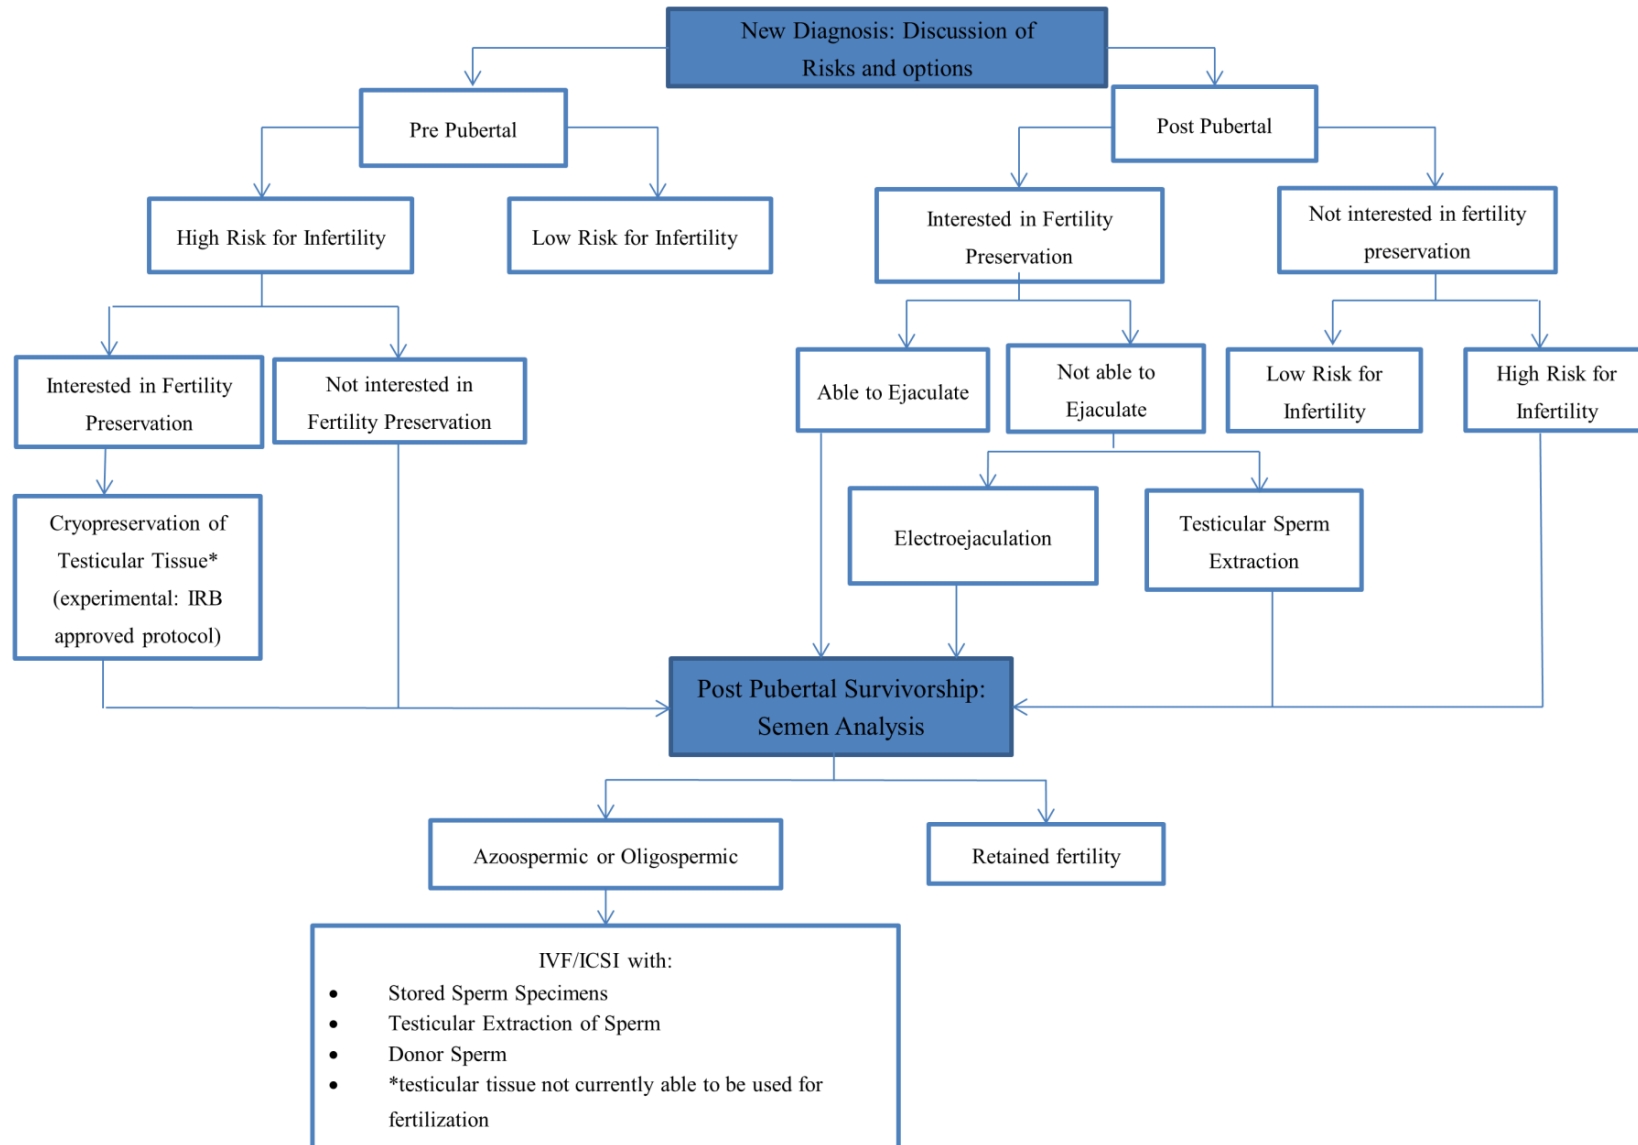 New Diagnosis: Discussion of
Risks and options
Pre Pubertal
Post Pubertal
High Risk for Infertility
Low Risk for Infertility
Interested in Fertility
Preservation
Not interested in fertility
preservation
Interested in Fertility
Preservation
Not interested in
Fertility Preservation
Able to Ejaculate
Not able to
Ejaculate
Low Risk for
Infertility
High Risk for
Infertility
Cryopreservation of
Testicular Tissue*
(experimental: IRB
approved protocol)
Electroejaculation
Testicular Sperm
Extraction
Post Pubertal Survivorship:
Semen Analysis
Azoospermic or Oligospermic
Retained fertility
IVF/ICSI with:
• Stored Sperm Specimens
• Testicular Extraction of Sperm
• Donor Sperm
• *testicular tissue not currently able to be used for
fertilization